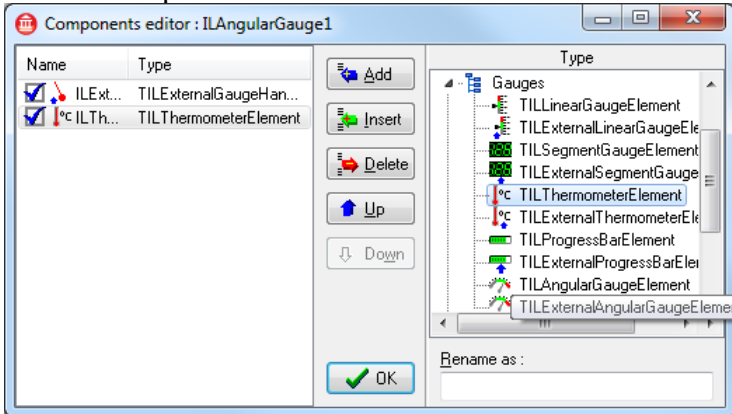 Components editor : ILAngularGauge1
Name Type
ILExt... TILExternalGaugeHan...
°C ILTh... TILThermometerElement
Add
Insert
Delete
Up
Down
OK
Type
Gauges
TILLinearGaugeElement
TILExternalLinearGaugeEle
TILSegmentGaugeElement
TILExternalSegmentGauge
°C TILThermometerElement
°C TILExternalThermometerEle
TILProgressBarElement
TILExternalProgressBarEle
TILAngularGaugeElement
TILExternalAngularGaugeEleme
Rename as :